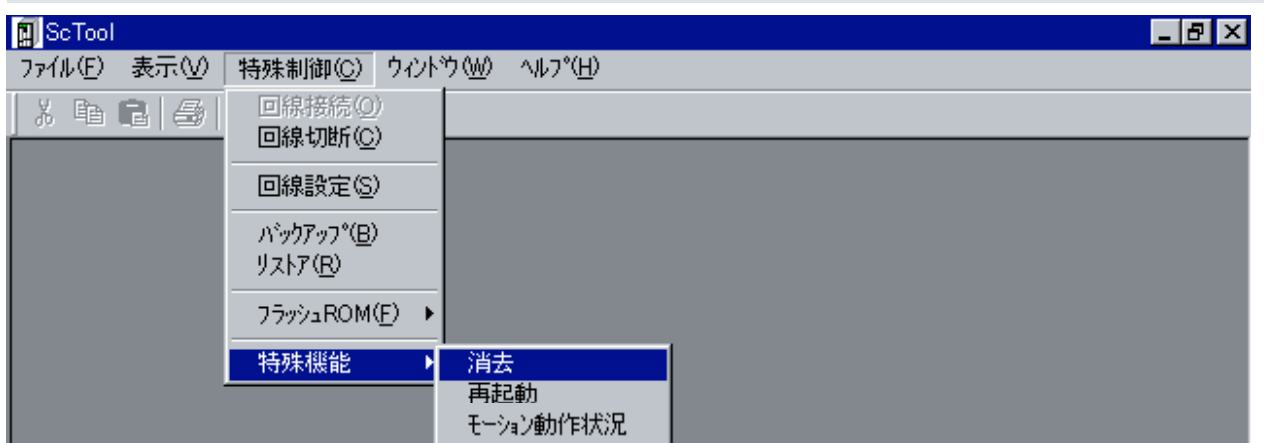 ScTool
ﾌｧｲﾙ(F) 表示(V) 特殊制御(C) ｳｨﾝﾄﾞｳ(W) ﾍﾙﾌﾟ(H)
回線接続(O)
回線切断(C)
回線設定(S)
ﾊﾞｯｸｱｯﾌﾟ(B)
ﾘｽﾄｱ(R)
ﾌﾗｯｼｭROM(F)
特殊機能
消去
再起動
ﾓｰｼｮﾝ動作状況